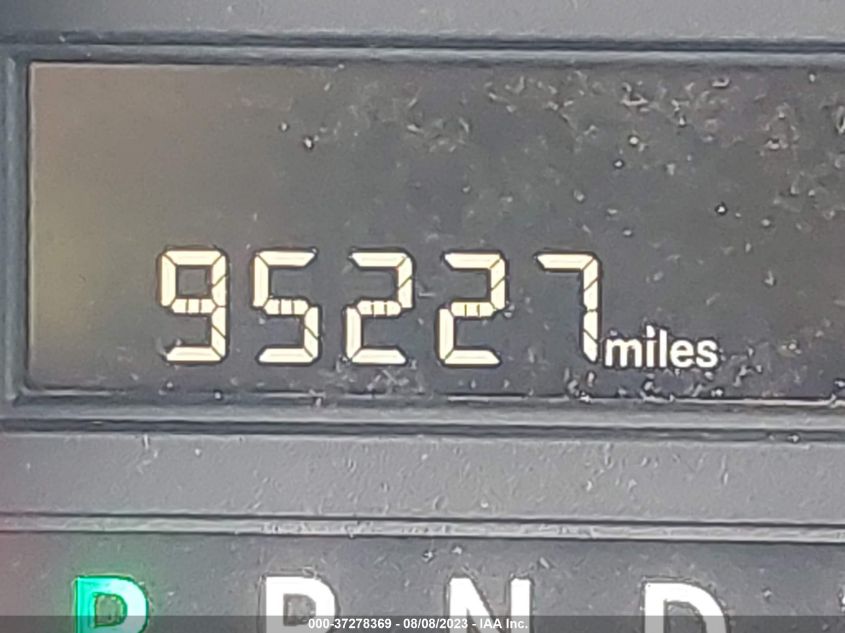 95227 miles
P R N D
000-37278369 - 08/08/2023 - IAA Inc.